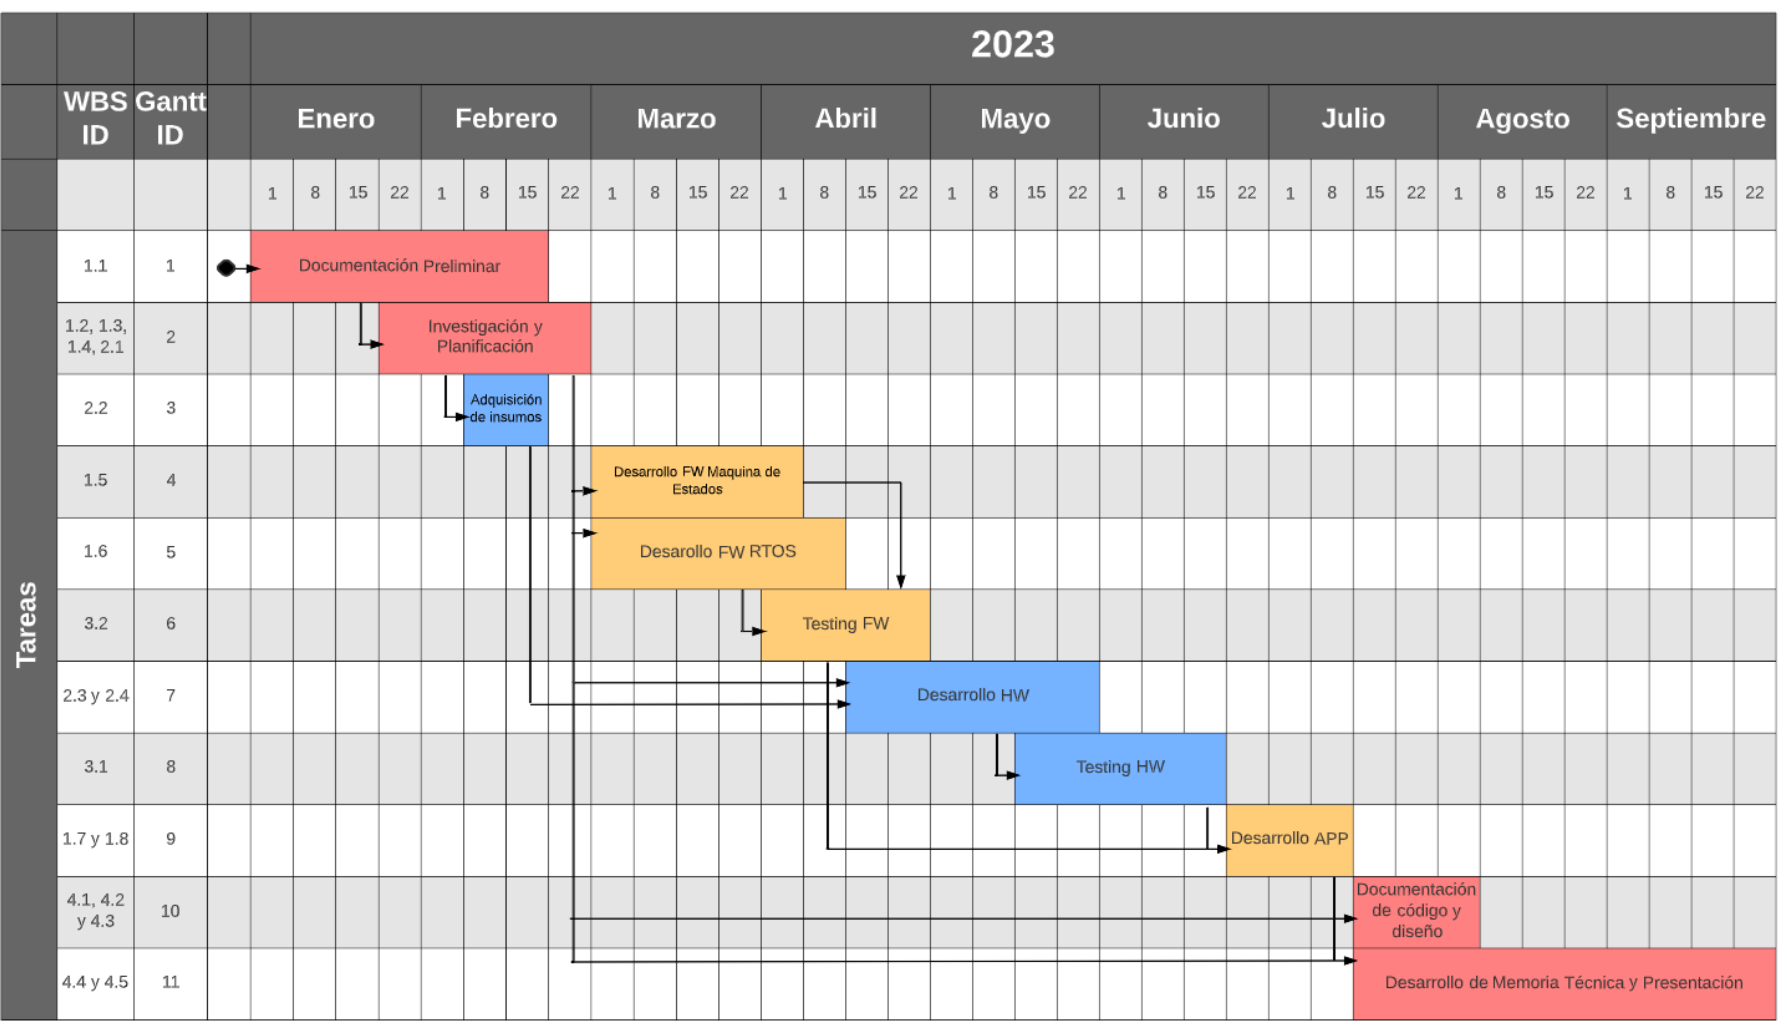 2023
WBS ID
Gantt ID
Enero Febrero Marzo Abril Mayo Junio Julio Agosto Septiembre
1 8 15 22 1 8 15 22 1 8 15 22 1 8 15 22 1 8 15 22 1 8 15 22 1 8 15 22 1 8 15 22 1 8 15 22
Tareas
1.1 1 Documentación Preliminar
1.2, 1.3,
1.4, 2.1
2
Investigación y
Planificación
2.2 3
Adquisición
de insumos
1.5 4
Desarrollo FW Maquina de
Estados
1.6 5 Desarollo FW RTOS
3.2 6 Testing FW
2.3 y 2.4 7 Desarrollo HW
3.1 8 Testing HW
1.7 y 1.8 9 Desarrollo APP
4.1, 4.2
y 4.3
10
Documentación
de código y
diseño
4.4 y 4.5 11 Desarrollo de Memoria Técnica y Presentación